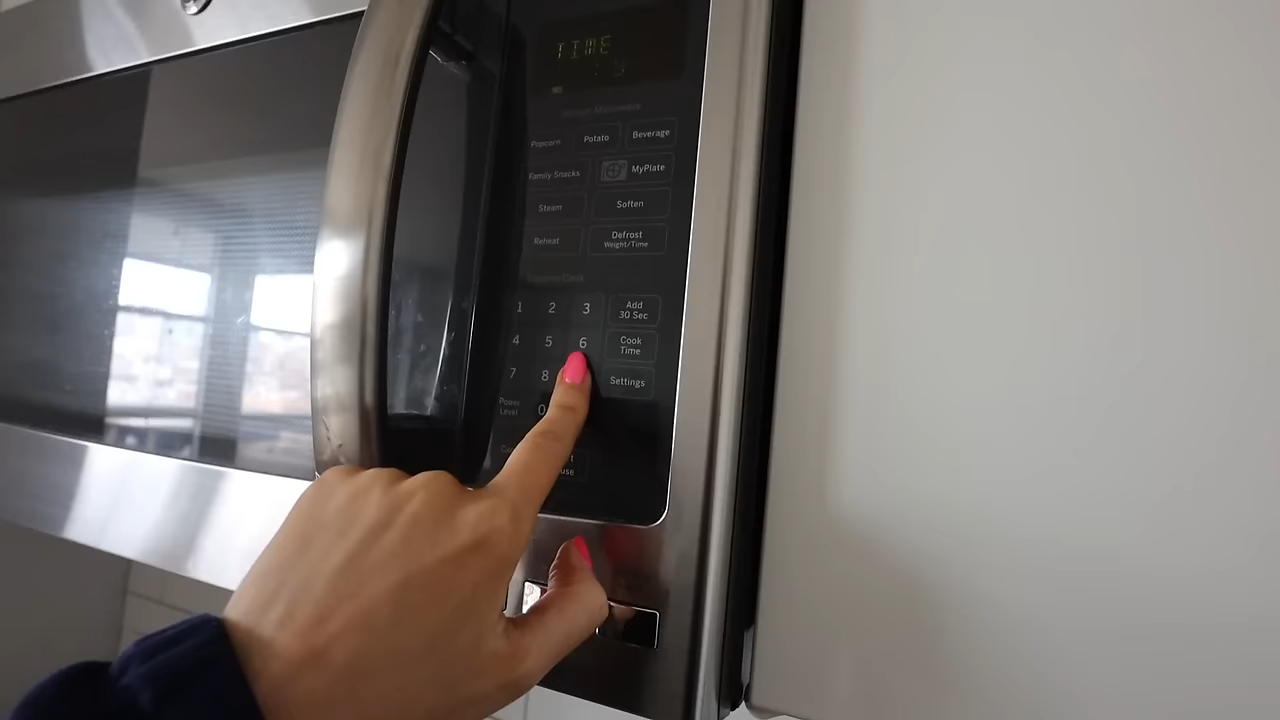 TIME
Popcorn Potato Beverage
Family Snacks MyPlate
Steam Soften
Reheat Defrost
Weight/Time
1 2 3 Add
30 Sec
4 5 6 Cook
Time
7 8 Settings
Power
Level 0